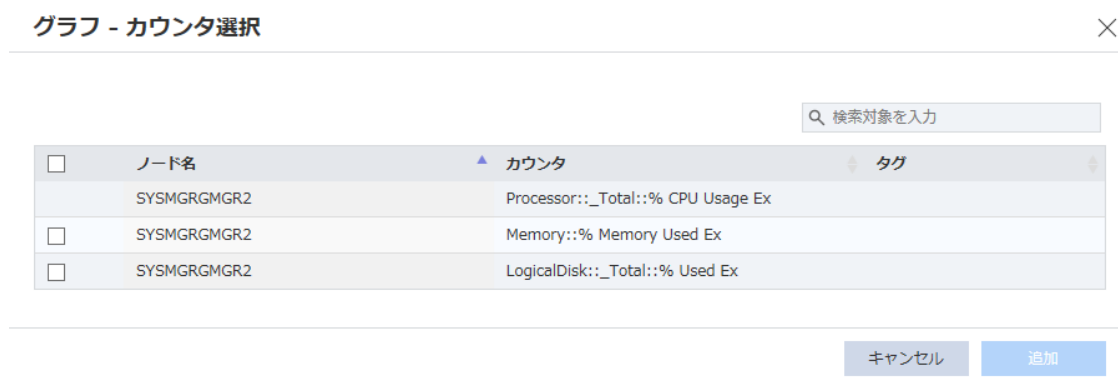 グラフ - カウンタ選択
検索対象を入力
ノード名 カウンタ タグ
SYSMGRGMGR2 Processor::_Total::% CPU Usage Ex
SYSMGRGMGR2 Memory::% Memory Used Ex
SYSMGRGMGR2 LogicalDisk::_Total::% Used Ex
キャンセル 追加